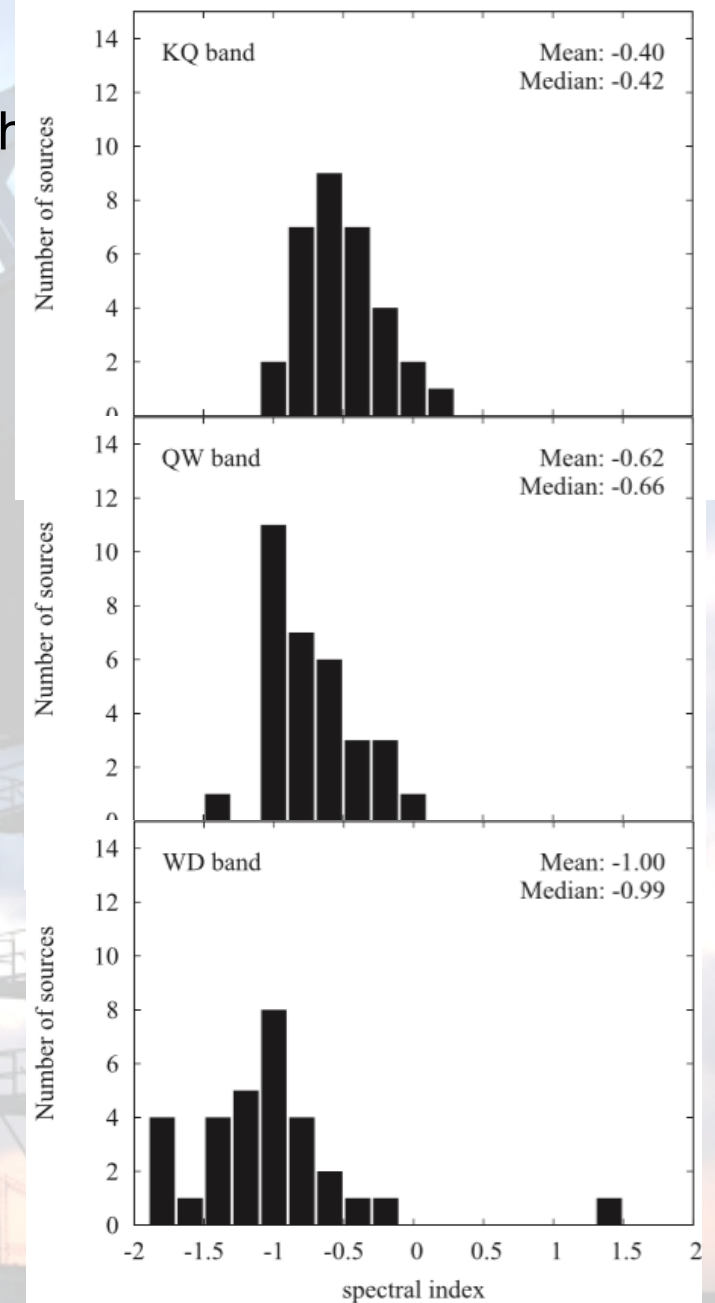 14
KQ band
Mean: -0.40
Median: -0.42
12
10
8
6
4
2
0
Number of sources
h
14
QW band
Mean: -0.62
Median: -0.66
12
10
8
6
4
2
0
Number of sources
14
WD band
Mean: -1.00
Median: -0.99
12
10
8
6
4
2
0
Number of sources
-2 -1.5 -1 -0.5 0 0.5 1 1.5 2
spectral index